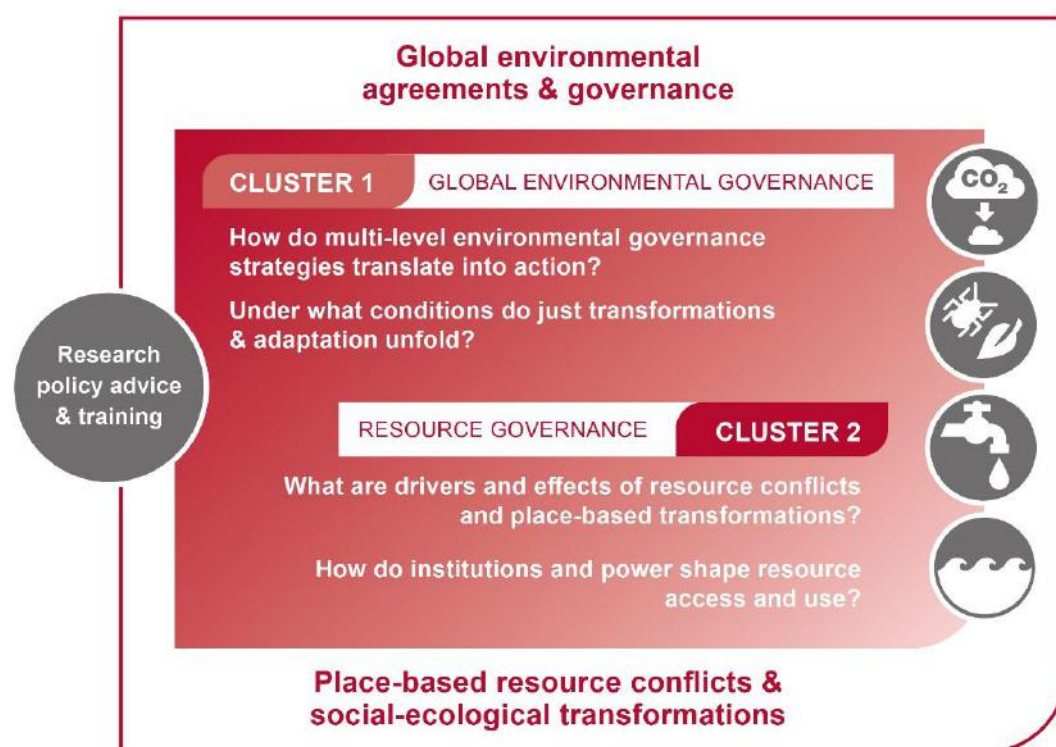 Global environmental
agreements & governance
CLUSTER 1
GLOBAL ENVIRONMENTAL GOVERNANCE
How do multi-level environmental governance
strategies translate into action?
Under what conditions do just transformations
& adaptation unfold?
Research
policy advice
& training
RESOURCE GOVERNANCE
CLUSTER 2
What are drivers and effects of resource conflicts
and place-based transformations?
How do institutions and power shape resource
access and use?
Place-based resource conflicts &
social-ecological transformations
CO₂